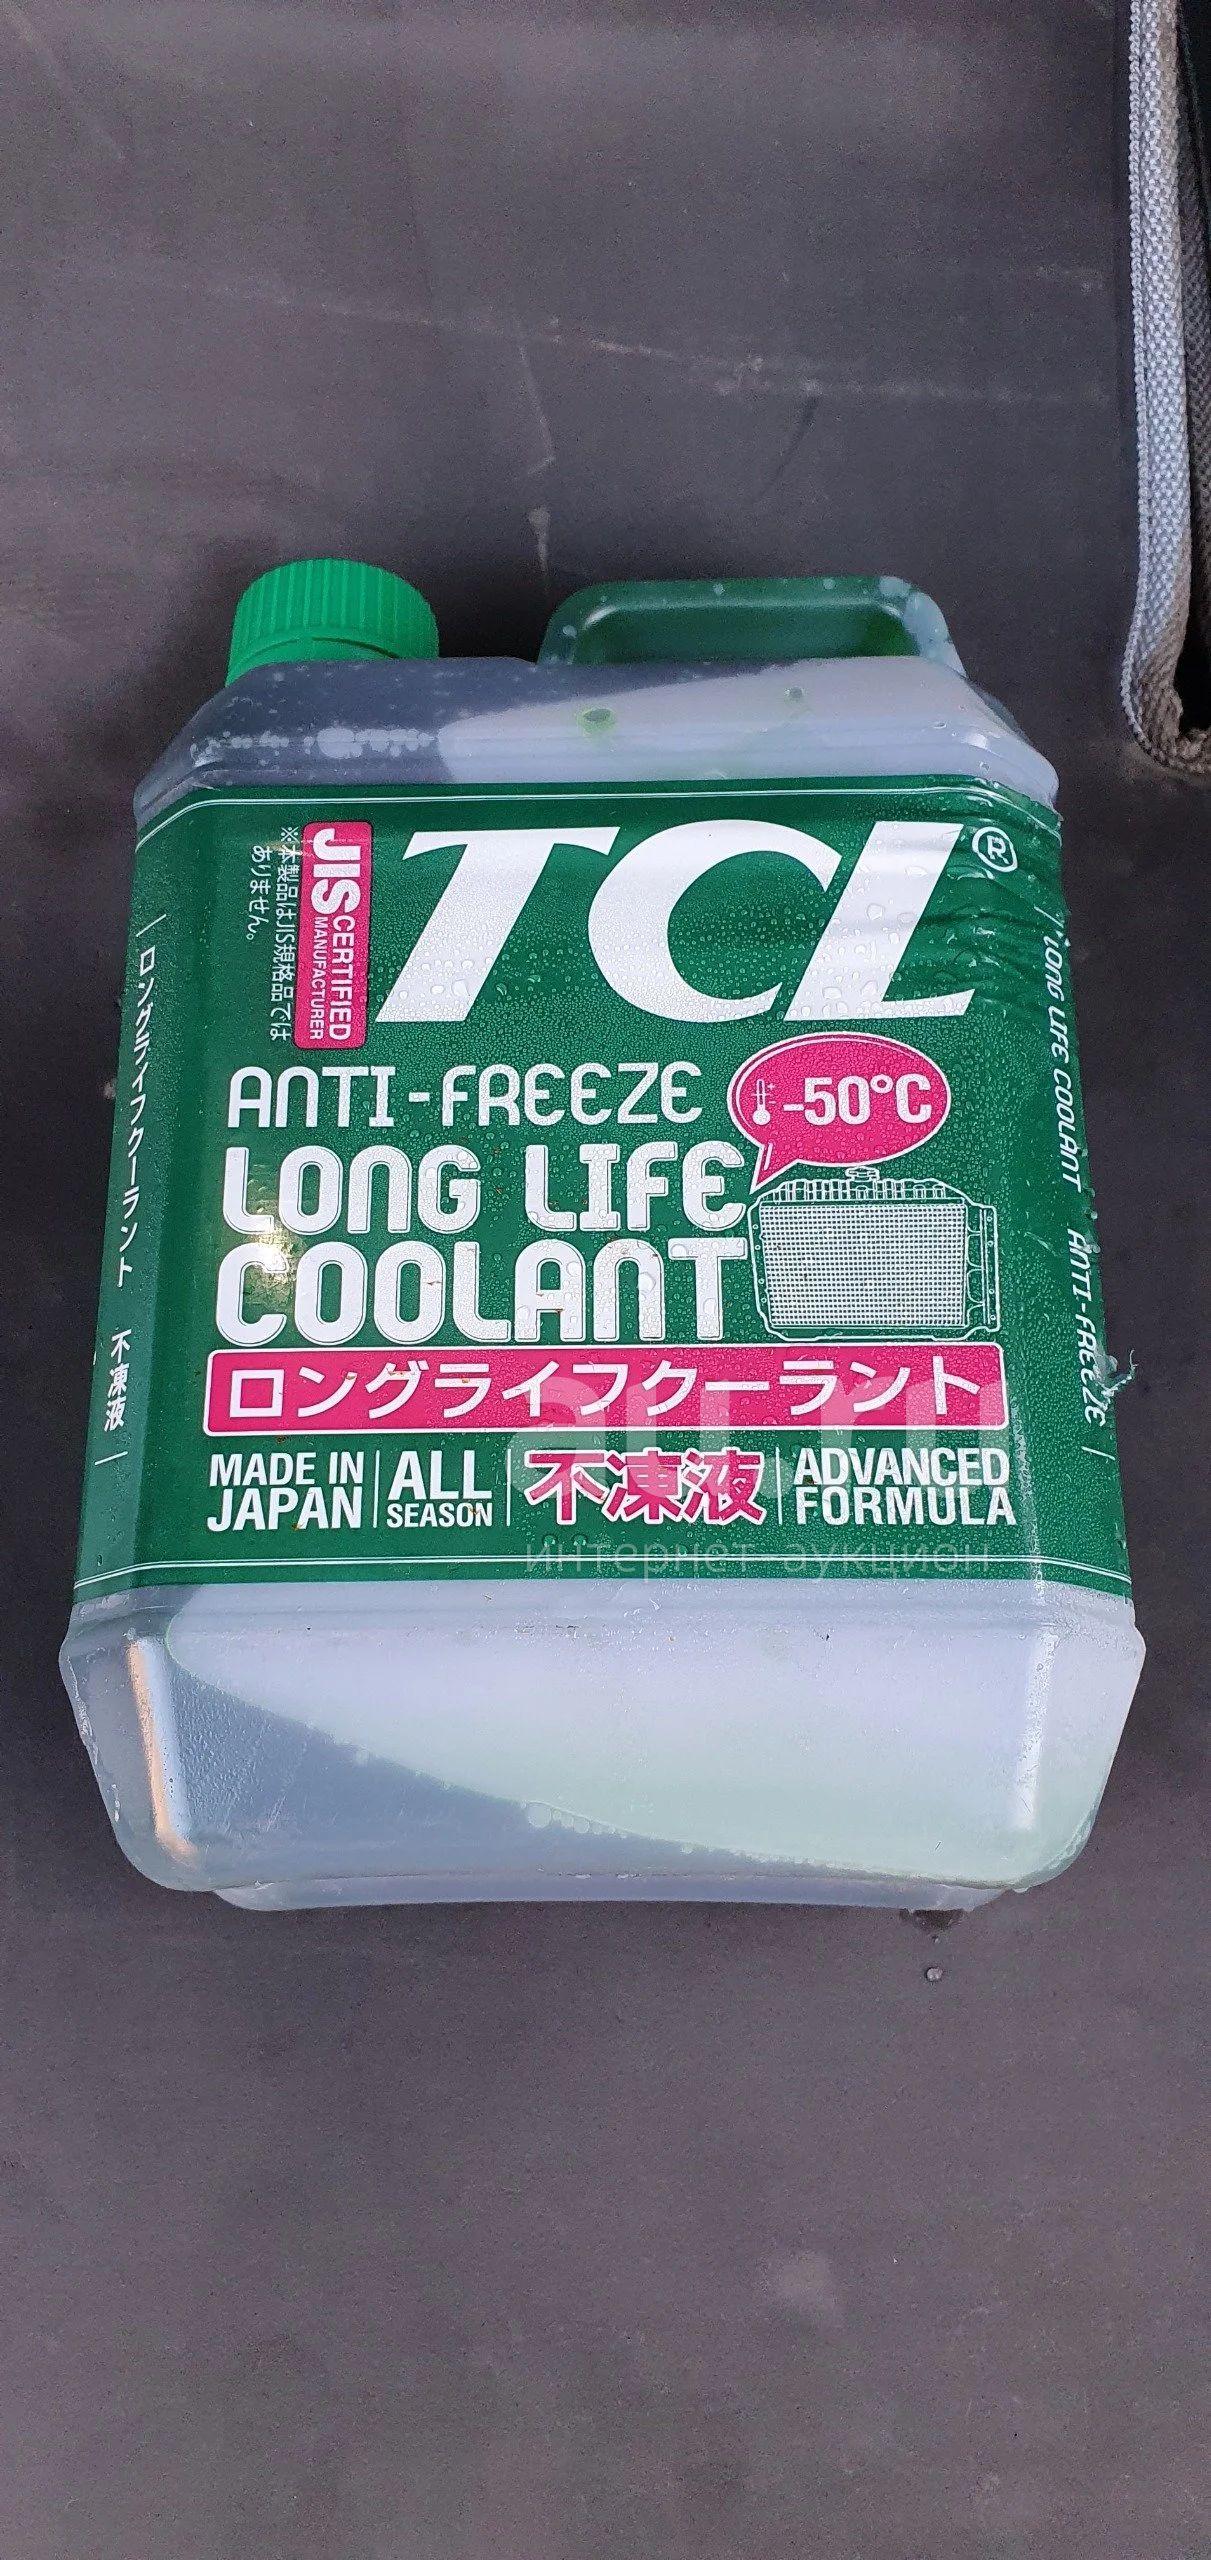 TCL®
JIS CERTIFIED
MANUFACTURER
※本製品はJIS規格品では
ありません。
ANTI-FREEZE
-50°C
LONG LIFE
COOLANT
ロングライフクーラント
MADE IN
JAPAN
ALL
SEASON
不凍液
ADVANCED
FORMULA
ロングライフクーラント 不凍液
LONG LIFE COOLANT ANTI-FREEZE
au.ru
интернет аукцион